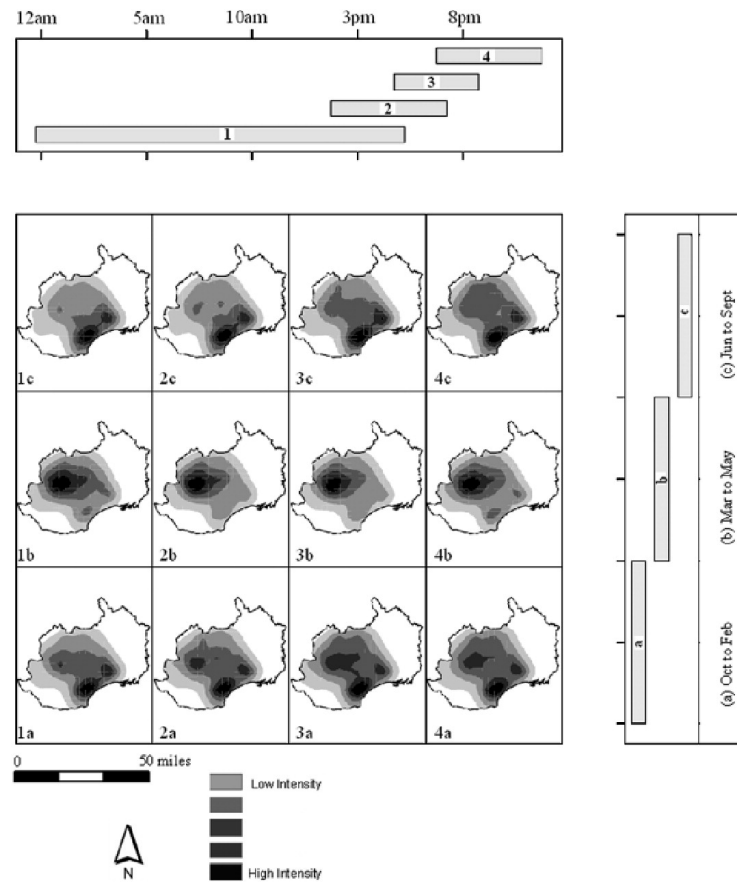 12am 5am 10am 3pm 8pm
4
3
2
1
1c 2c 3c 4c
1b 2b 3b 4b
1a 2a 3a 4a
c
(c) Jun to Sept
b
(b) Mar to May
a
(a) Oct to Feb
0 50 miles
Low Intensity
High Intensity
N